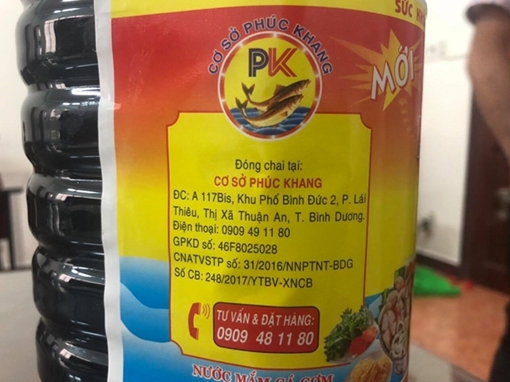 SỨC
CƠ SỞ PHÚC KHANG
PK
MỚI
Đóng chai tại:
CƠ SỞ PHÚC KHANG
ĐC: A 117Bis, Khu Phố Bình Đức 2, P. Lái
Thiêu, Thị Xã Thuận An, T. Bình Dương.
Điện thoại: 0909 49 11 80
GPKD số: 46F8025028
CNATVSTP số: 31/2016/NNPTNT-BDG
Số CB: 248/2017/YTBV-XNCB
TƯ VẤN & ĐẶT HÀNG:
0909 48 11 80
NƯỚC MẮM CÁ CƠM